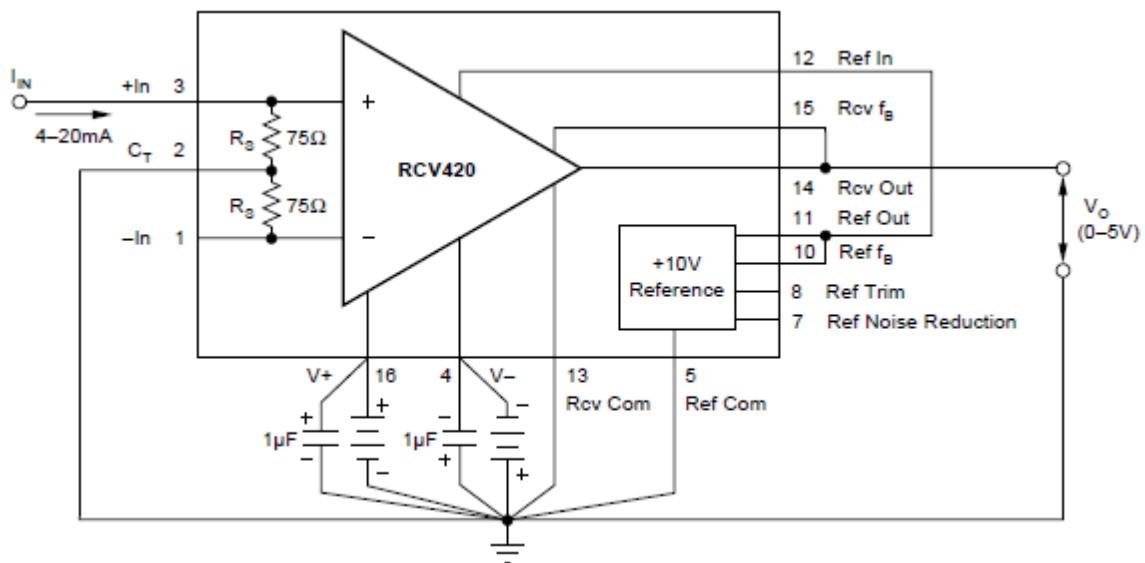 12 Ref In
I_IN
+In 3
15 Rcv f_B
4–20mA
R_S 75Ω
+
C_T 2
RCV420
14 Rcv Out
R_S 75Ω
11 Ref Out
V_O
(0–5V)
–In 1
–
10 Ref f_B
+10V
Reference
8 Ref Trim
7 Ref Noise Reduction
V+ 16 4 V– 13 5
Rcv Com Ref Com
+ + – –
1µF 1µF
– – + +